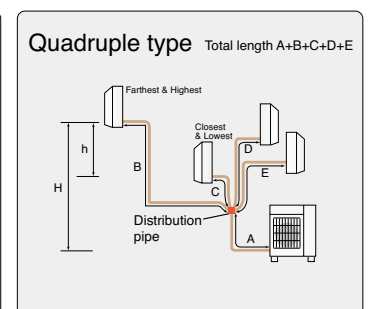 Quadruple type Total length A+B+C+D+E
Farthest & Highest
Closest
& Lowest
h
H
B
D
E
C
Distribution
pipe
A